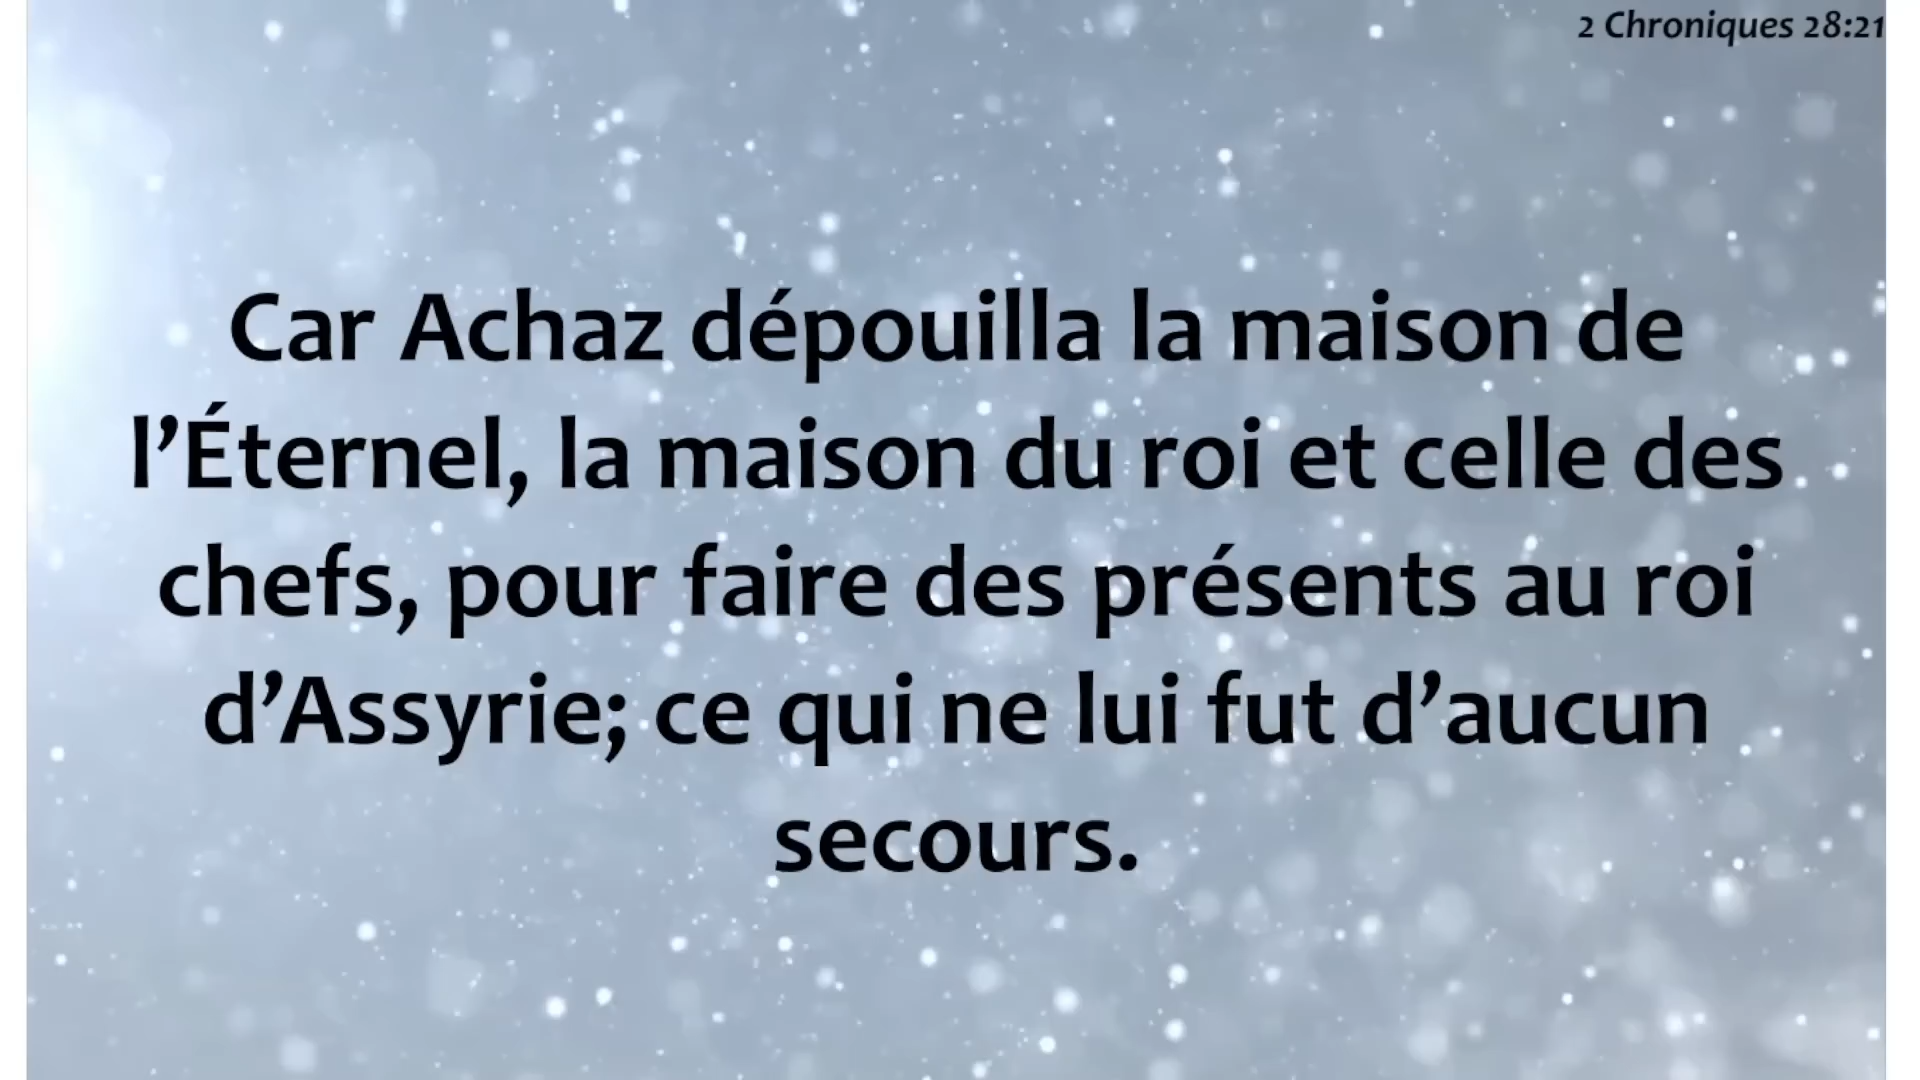 2 Chroniques 28:21
Car Achaz dépouilla la maison de
l’Éternel, la maison du roi et celle des
chefs, pour faire des présents au roi
d’Assyrie; ce qui ne lui fut d’aucun
secours.